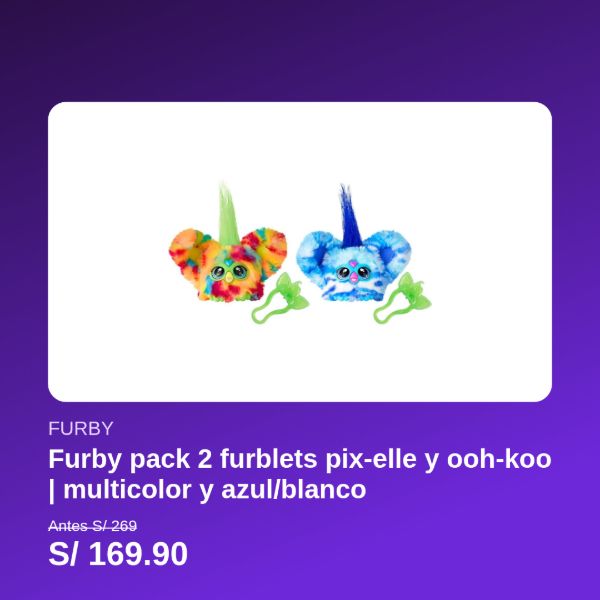 FURBY
Furby pack 2 furblets pix-elle y ooh-koo
| multicolor y azul/blanco
Antes S/ 269
S/ 169.90